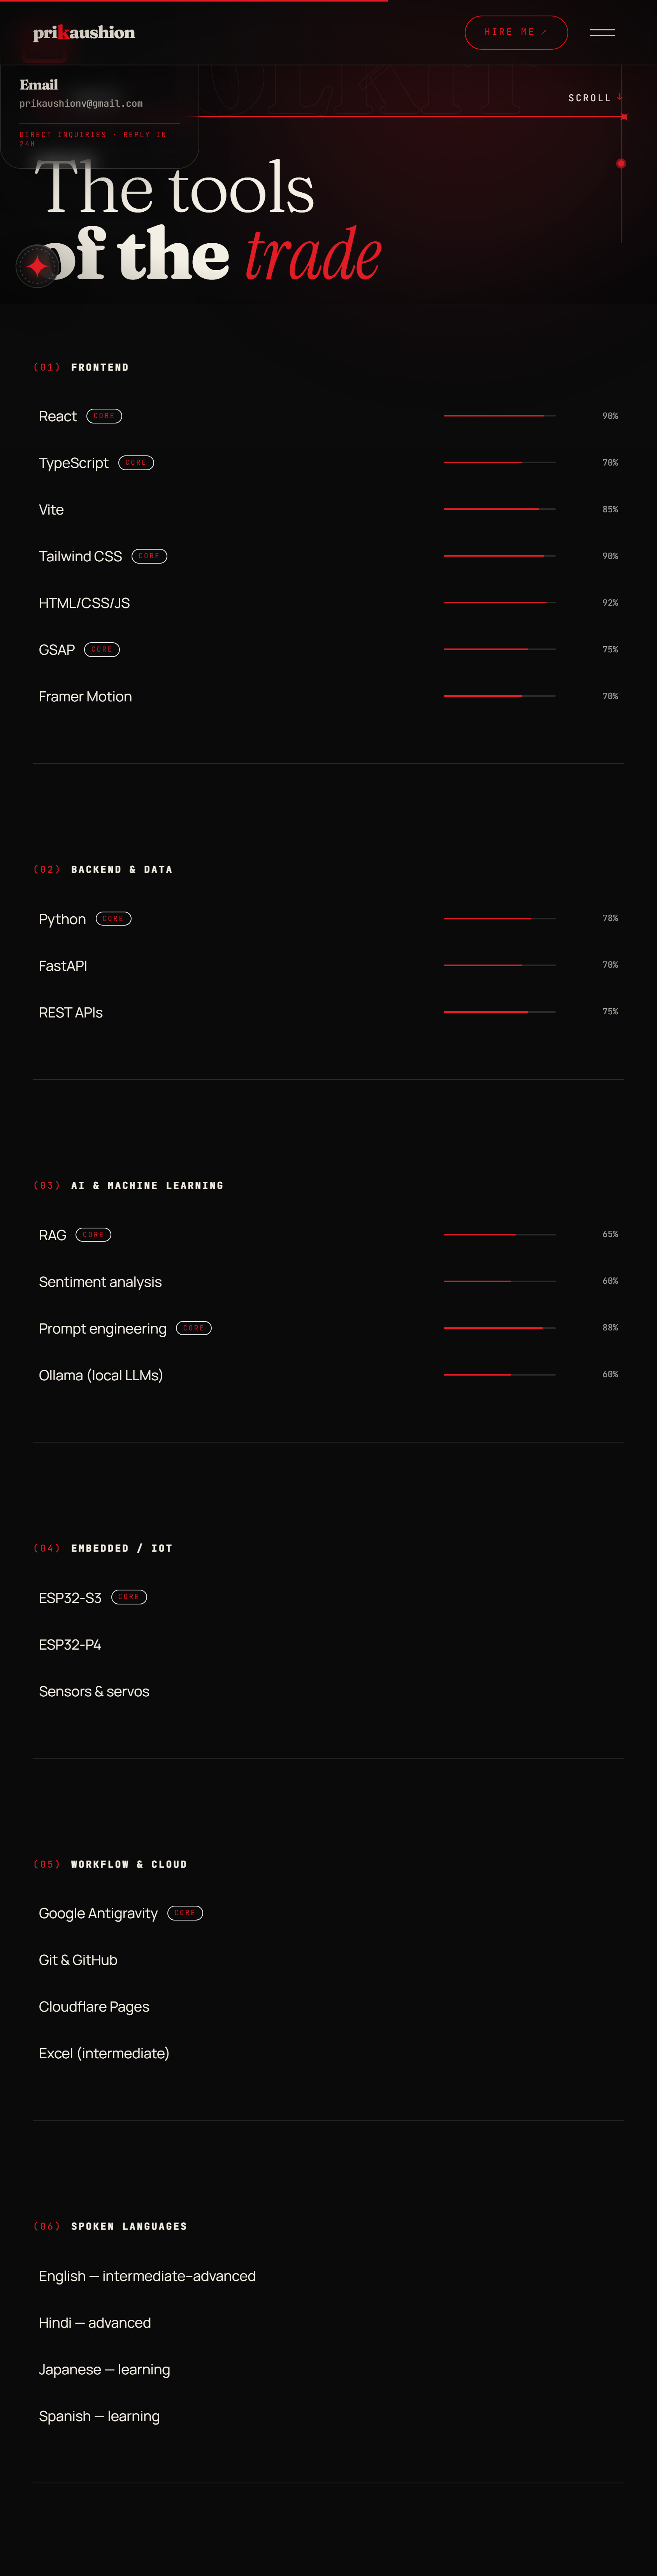 prikaushion
HIRE ME ↗
Email
prikaushionv@gmail.com
DIRECT INQUIRIES · REPLY IN
24H
SCROLL ↓
The tools
of the trade
(01) FRONTEND
React CORE 90%
TypeScript CORE 70%
Vite 85%
Tailwind CSS CORE 90%
HTML/CSS/JS 92%
GSAP CORE 75%
Framer Motion 70%
(02) BACKEND & DATA
Python CORE 78%
FastAPI 70%
REST APIs 75%
(03) AI & MACHINE LEARNING
RAG CORE 65%
Sentiment analysis 60%
Prompt engineering CORE 88%
Ollama (local LLMs) 60%
(04) EMBEDDED / IOT
ESP32-S3 CORE
ESP32-P4
Sensors & servos
(05) WORKFLOW & CLOUD
Google Antigravity CORE
Git & GitHub
Cloudflare Pages
Excel (intermediate)
(06) SPOKEN LANGUAGES
English — intermediate–advanced
Hindi — advanced
Japanese — learning
Spanish — learning